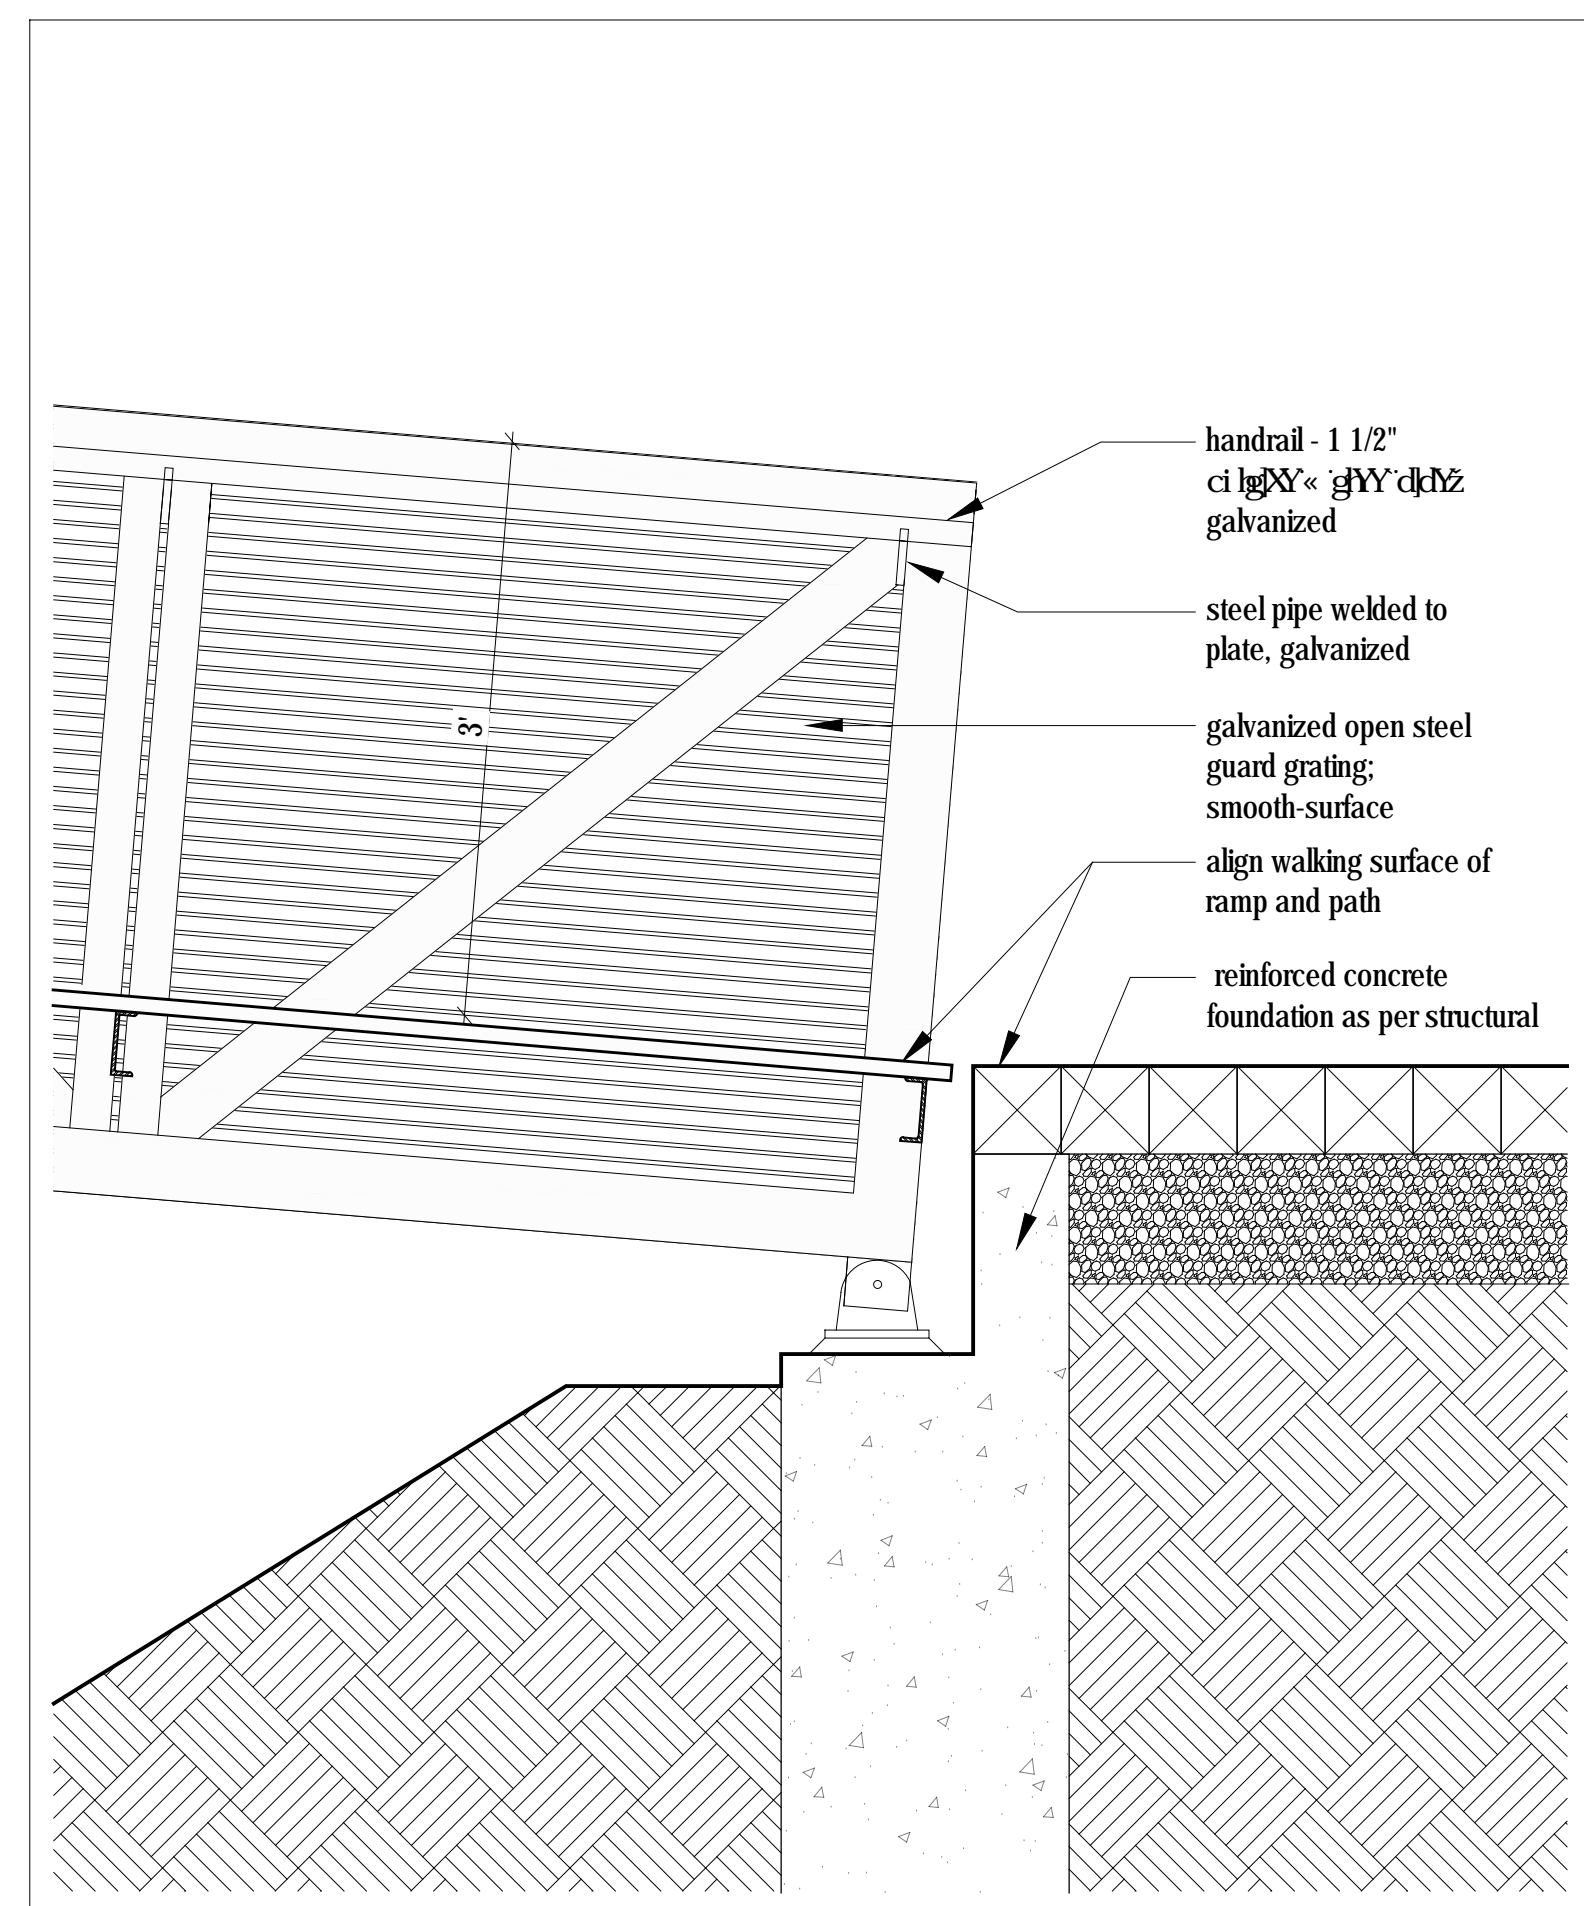 handrail - 1 1/2"
galvanized
steel pipe welded to
plate, galvanized
3'
galvanized open steel
guard grating;
smooth-surface
align walking surface of
ramp and path
reinforced concrete
foundation as per structural